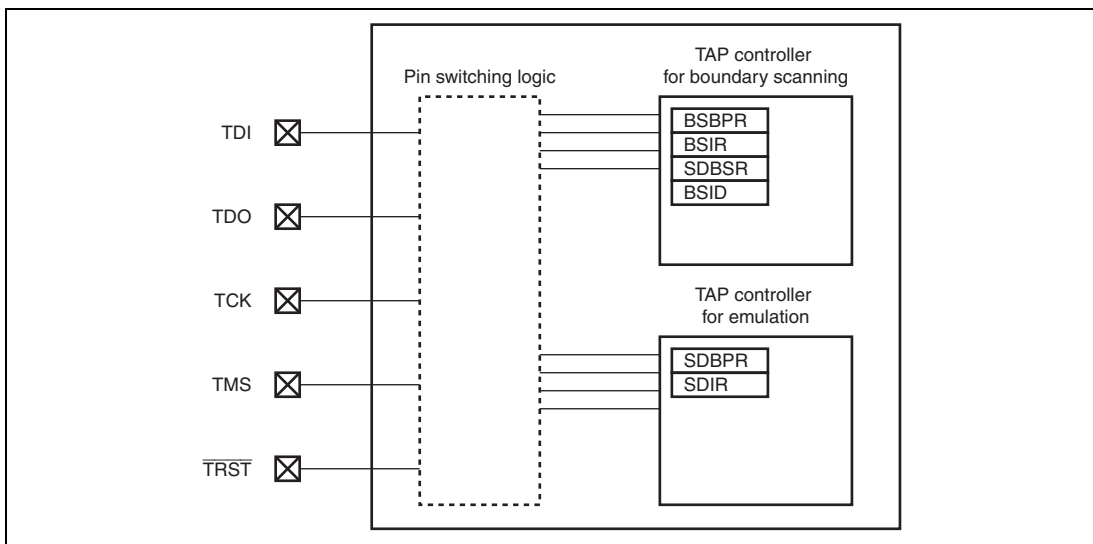 TAP controller
for boundary scanning
Pin switching logic
BSBPR
BSIR
SDBSR
BSID
TDI
TDO
TCK
TMS
TRST
TAP controller
for emulation
SDBPR
SDIR